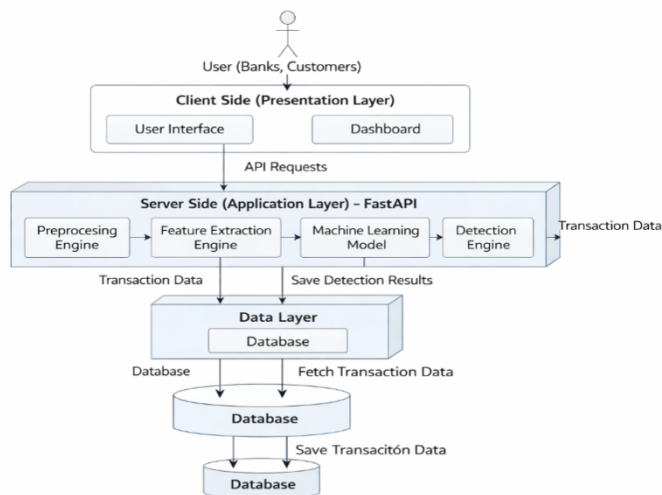 User (Banks, Customers)
Client Side (Presentation Layer)
User Interface
Dashboard
API Requests
Server Side (Application Layer) – FastAPI
Preprocesing
Engine
Feature Extraction
Engine
Machine Learning
Model
Detection
Engine
Transaction Data
Transaction Data
Save Detection Results
Data Layer
Database
Database
Fetch Transaction Data
Database
Save Transacitón Data
Database